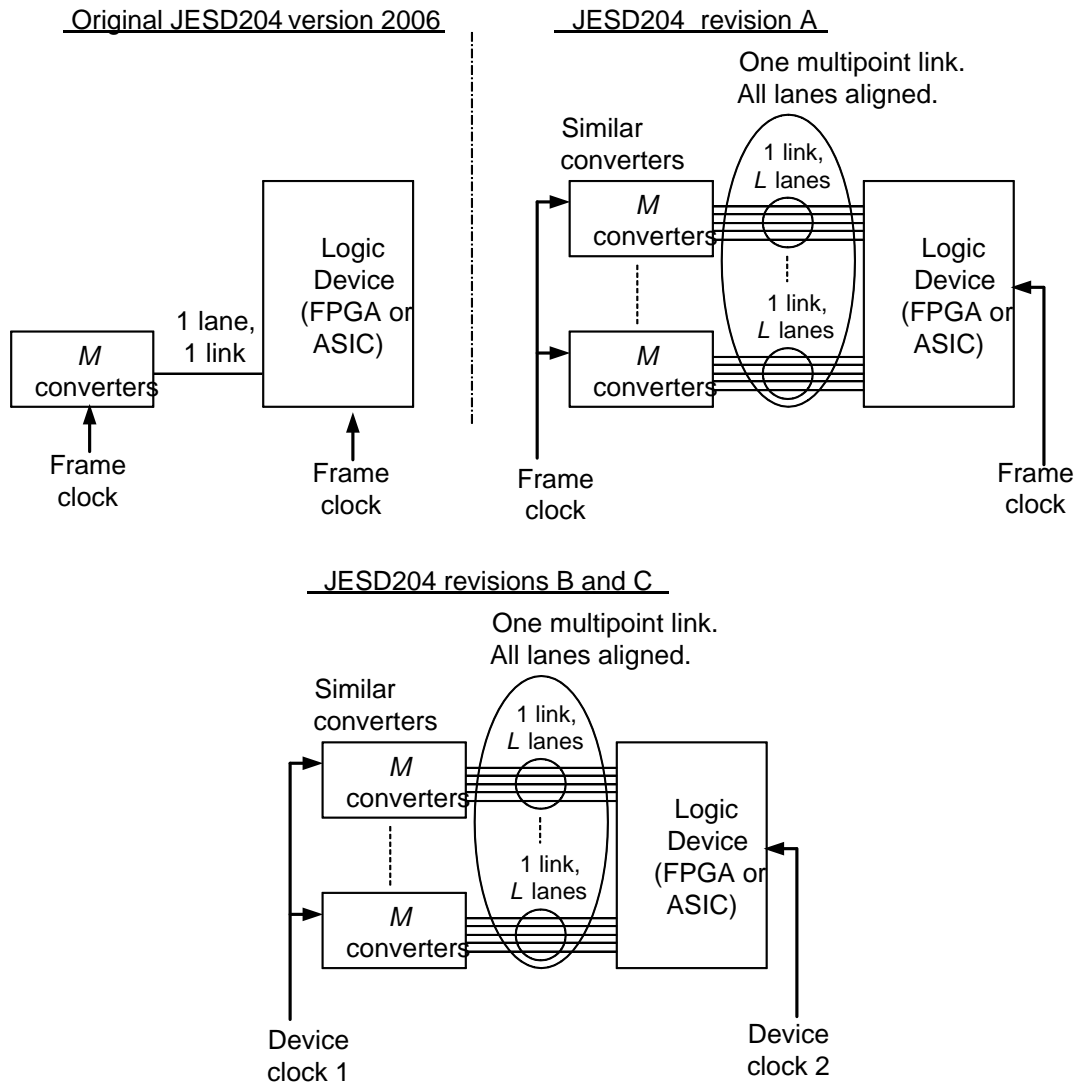 Original JESD204 version 2006
1 lane,
1 link
M
converters
Logic
Device
(FPGA or
ASIC)
Frame
clock
Frame
clock
JESD204 revision A
One multipoint link.
All lanes aligned.
Similar
converters
M
converters
1 link,
L lanes
M
converters
1 link,
L lanes
Logic
Device
(FPGA or
ASIC)
Frame
clock
Frame
clock
JESD204 revisions B and C
One multipoint link.
All lanes aligned.
Similar
converters
M
converters
1 link,
L lanes
M
converters
1 link,
L lanes
Logic
Device
(FPGA or
ASIC)
Device
clock 1
Device
clock 2